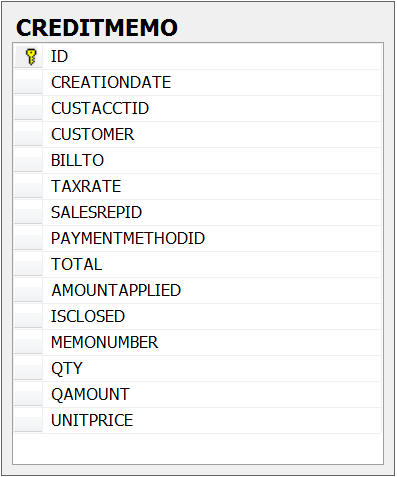 CREDITMEMO
ID
CREATIONDATE
CUSTACCTID
CUSTOMER
BILLTO
TAXRATE
SALESREPID
PAYMENTMETHODID
TOTAL
AMOUNTAPPLIED
ISCLOSED
MEMONUMBER
QTY
QAMOUNT
UNITPRICE